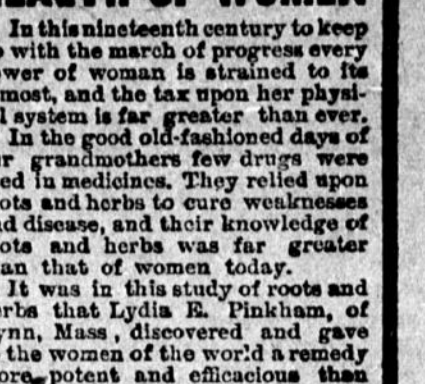 HEALTH OF WOMEN
In this nineteenth century to keep
with the march of progress every
ower of woman is strained to its
most, and the tax upon her physi-
l system is far greater than ever.
In the good old-fashioned days of
r grandmothers few drugs were
ed in medicines. They relied upon
ots and herbs to cure weaknesses
d disease, and their knowledge of
ots and herbs was far greater
an that of women today.
It was in this study of roots and
rbs that Lydia E. Pinkham, of
ynn, Mass, discovered and gave
the women of the world a remedy
ore potent and efficacious than